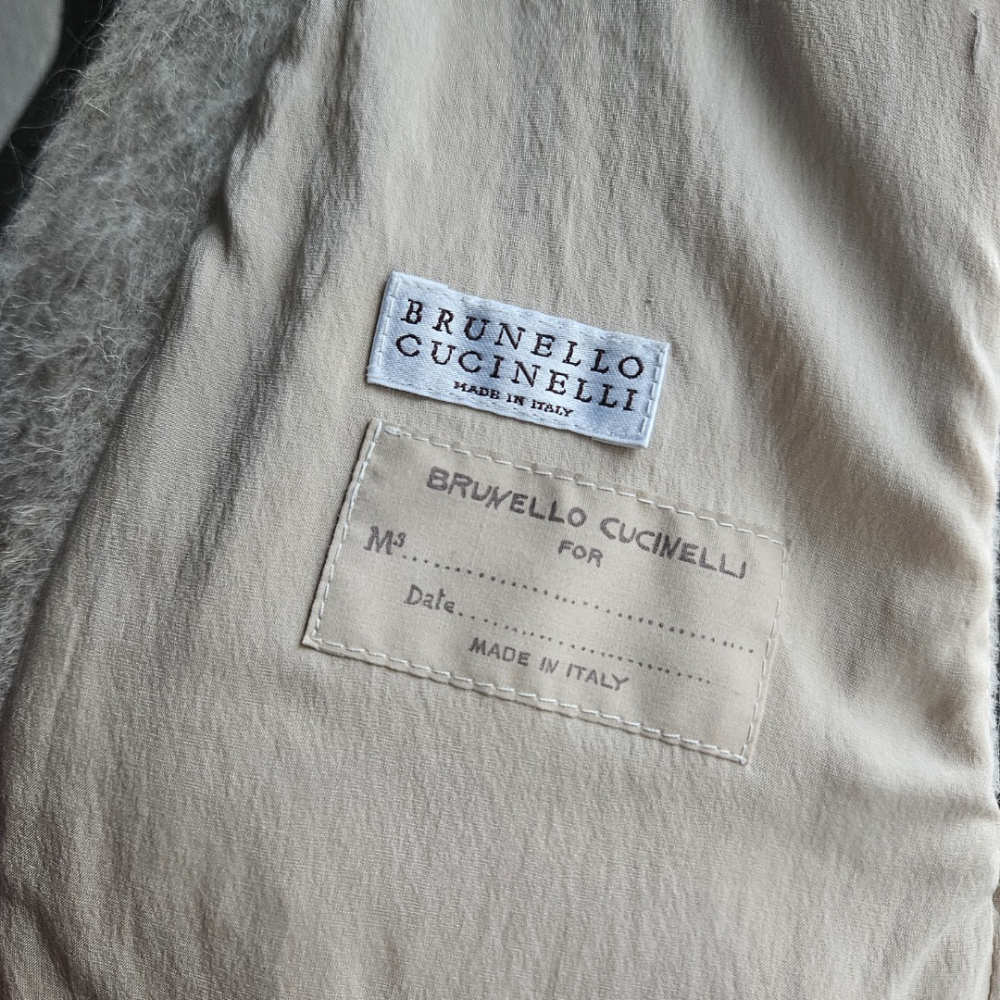 BRUNELLO
CUCINELLI
MADE IN ITALY
BRUNELLO CUCINELLI
FOR
Ms..............................
Date..............................
MADE IN ITALY